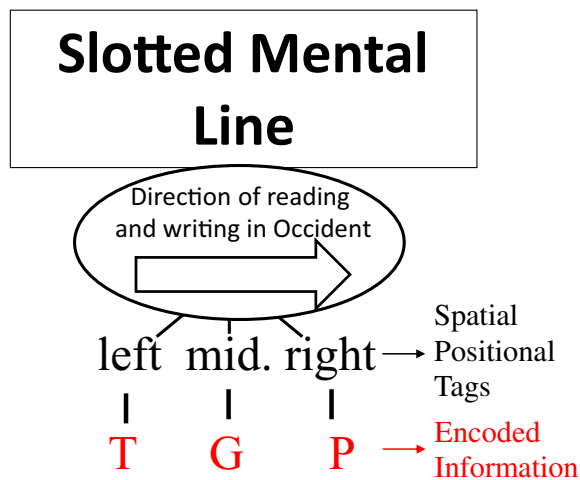 Slotted Mental
Line
Direction of reading
and writing in Occident
left mid. right
Spatial
Positional
Tags
T G P
Encoded
Information